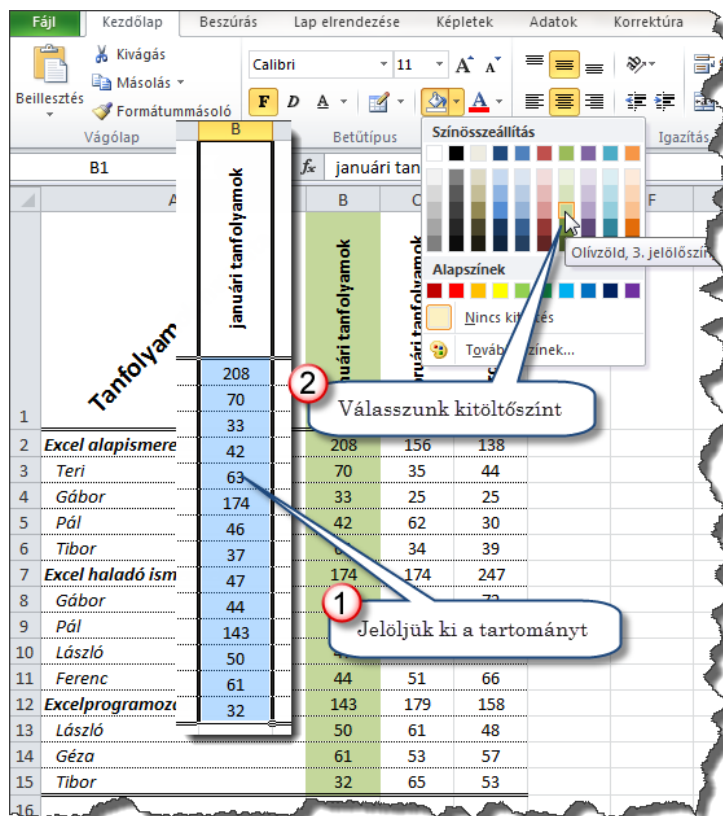 Fájl Kezdőlap Beszúrás Lap elrendezése Képletek Adatok Korrektúra
Kivágás
Másolás
Beillesztés
Formátummásoló
Calibri 11
F D A
Vágólap Betűtípus Igazítás
Színösszeállítás
B1 fx januári tan
Olívzöld, 3. jelölőszín
Alapszínek
Nincs
További színek...
B
januári tanfolyamok
208
70
33
42
63
174
46
37
47
44
143
50
61
32
A B C F
1
2 Válasszunk kitöltőszínt
2 Excel alapismere 208 156 138
3 Teri 70 35 44
4 Gábor 33 25 25
5 Pál 42 62 30
6 Tibor 34 39
7 Excel haladó ism 174 174 247
8 Gábor
9 Pál
1 Jelöljük ki a tartományt
10 László
11 Ferenc 44 51 66
12 Excelprogramozá 143 179 158
13 László 50 61 48
14 Géza 61 53 57
15 Tibor 32 65 53
16